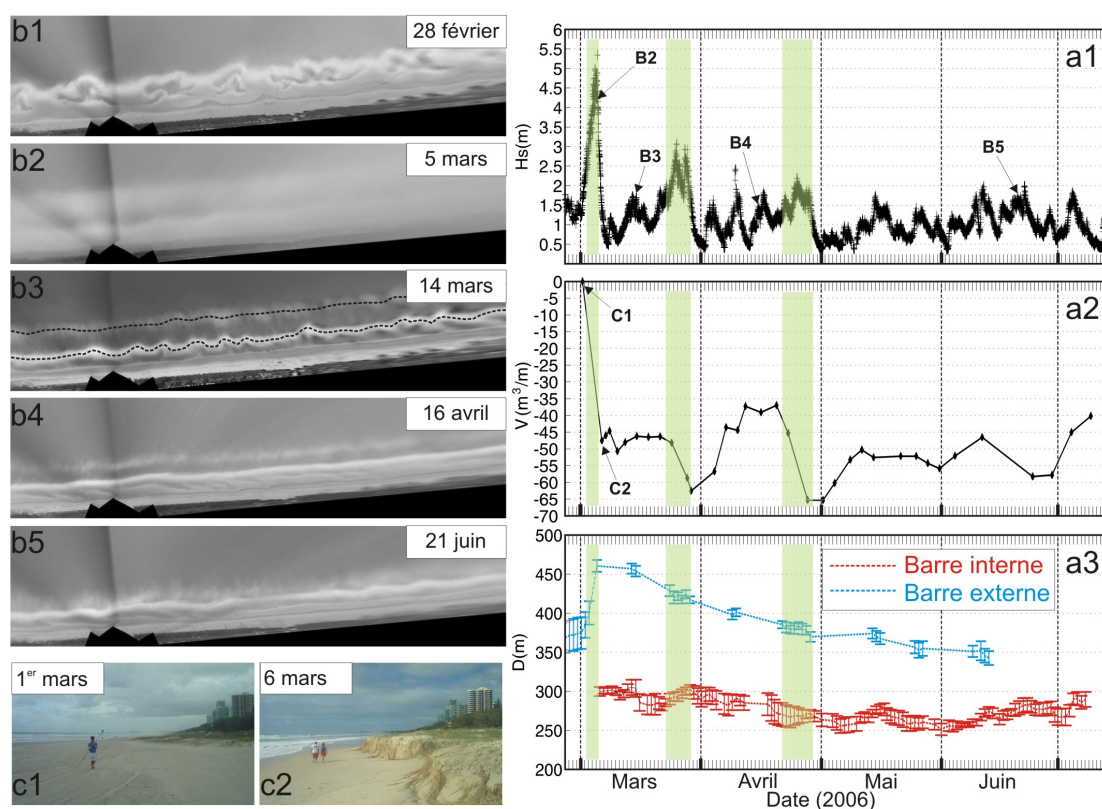 b1
28 février
b2
5 mars
b3
14 mars
b4
16 avril
b5
21 juin
1er mars
c1
6 mars
c2
a1
Hs(m)
6
5.5
5
4.5
4
3.5
3
2.5
2
1.5
1
0.5
B2
B3
B4
B5
a2
V (m³/m)
0
-5
-10
-15
-20
-25
-30
-35
-40
-45
-50
-55
-60
-65
-70
C1
C2
a3
D(m)
500
450
400
350
300
250
200
Barre interne
Barre externe
Mars Avril Mai Juin
Date (2006)